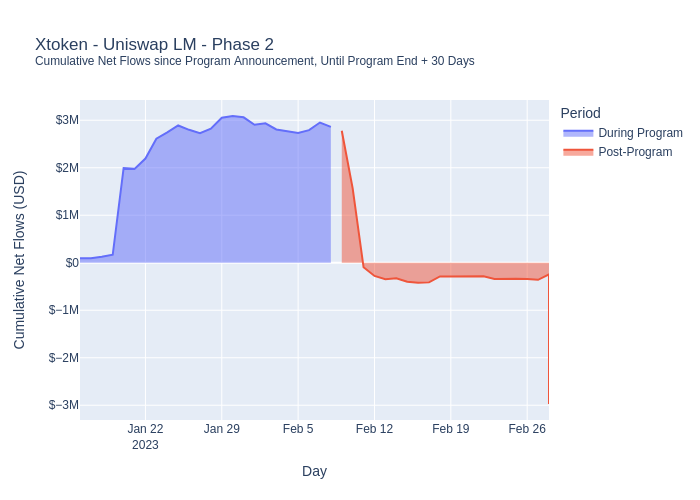 Xtoken - Uniswap LM - Phase 2
Cumulative Net Flows since Program Announcement, Until Program End + 30 Days
Period
During Program
Post-Program
Cumulative Net Flows (USD)
$3M
$2M
$1M
$0
$−1M
$−2M
$−3M
Jan 22
2023
Jan 29
Feb 5
Feb 12
Feb 19
Feb 26
Day